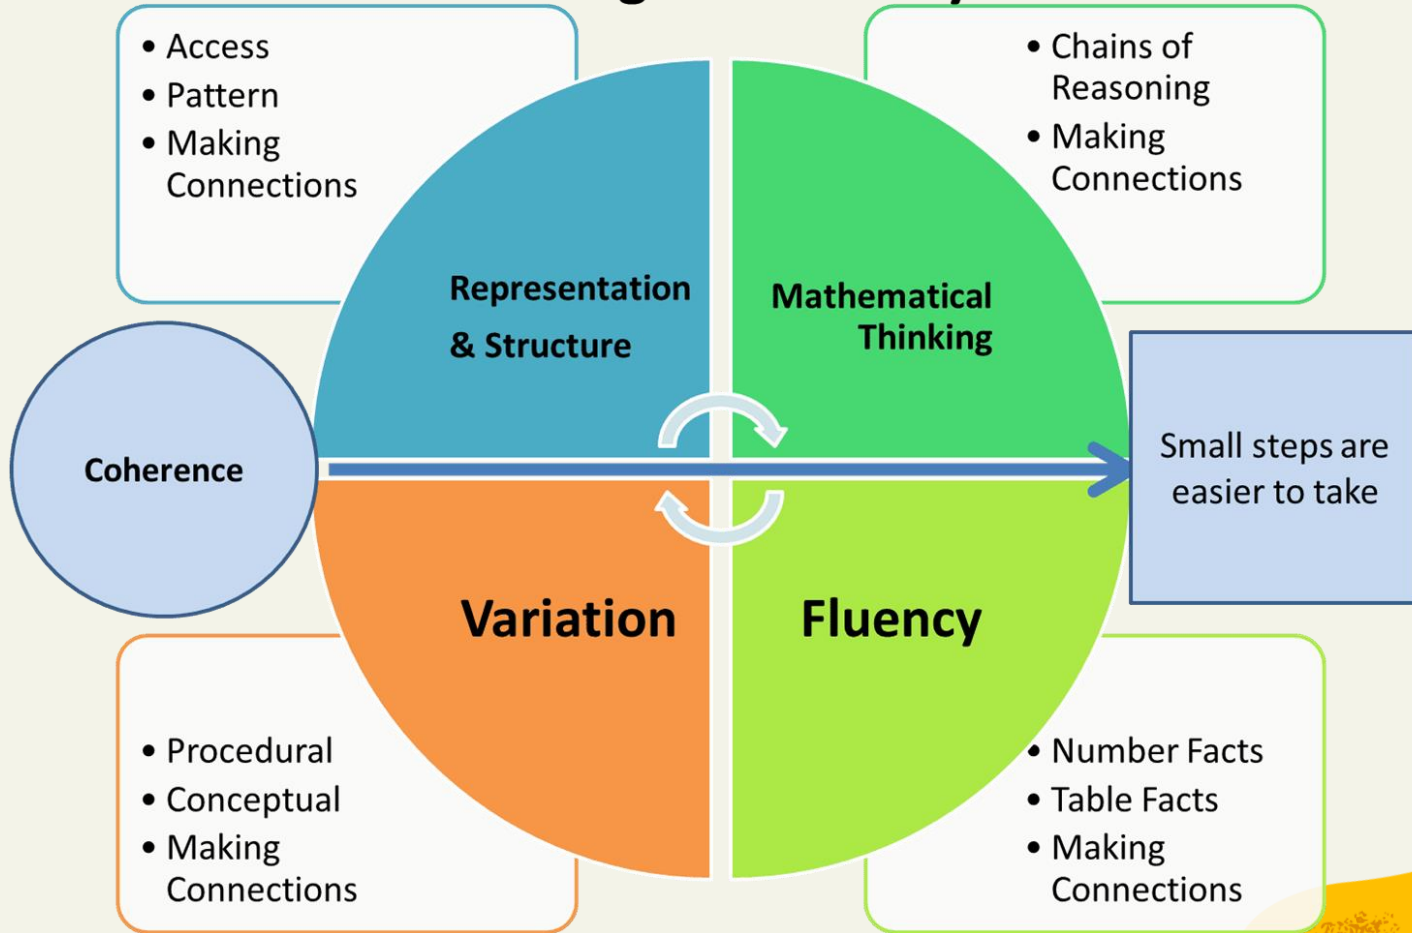 • Access
• Pattern
• Making
Connections
• Chains of
Reasoning
• Making
Connections
Representation
& Structure
Mathematical
Thinking
Coherence
Small steps are
easier to take
Variation
Fluency
• Procedural
• Conceptual
• Making
Connections
• Number Facts
• Table Facts
• Making
Connections